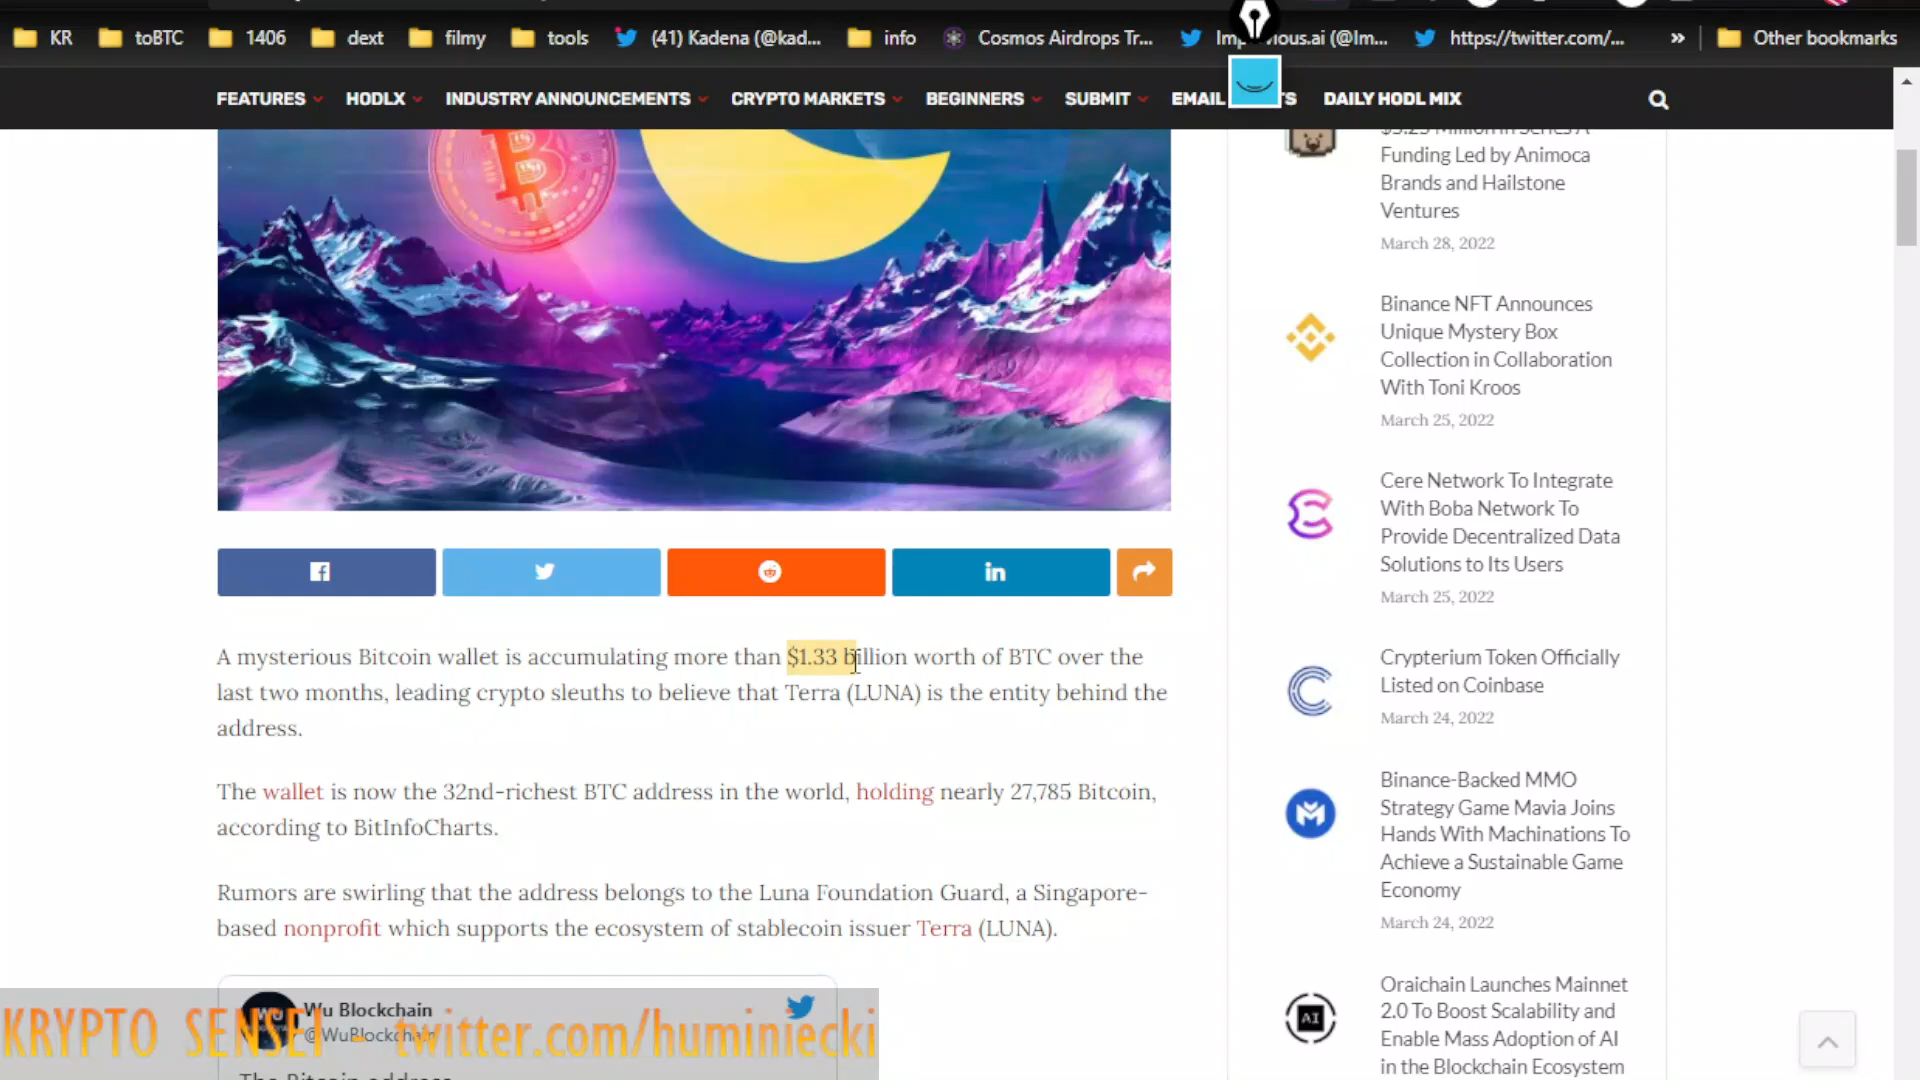 KR
toBTC
1406
dext
filmy
tools
(41) Kadena (@kad...
info
Cosmos Airdrops Tr...
https://twitter.com/...
»
Other bookmarks
FEATURES
HODLX
INDUSTRY ANNOUNCEMENTS
CRYPTO MARKETS
BEGINNERS
SUBMIT
EMAIL
DAILY HODL MIX
A mysterious Bitcoin wallet is accumulating more than $1.33 billion worth of BTC over the
last two months, leading crypto sleuths to believe that Terra (LUNA) is the entity behind the
address.
The wallet is now the 32nd-richest BTC address in the world, holding nearly 27,785 Bitcoin,
according to BitInfoCharts.
Rumors are swirling that the address belongs to the Luna Foundation Guard, a Singapore-
based nonprofit which supports the ecosystem of stablecoin issuer Terra (LUNA).
Wu Blockchain
@WuBlockchain
The Bitcoin address
KRYPTO SENSEI - twitter.com/huminiecki
$5.25 Million in Series A
Funding Led by Animoca
Brands and Hailstone
Ventures
March 28, 2022
Binance NFT Announces
Unique Mystery Box
Collection in Collaboration
With Toni Kroos
March 25, 2022
Cere Network To Integrate
With Boba Network To
Provide Decentralized Data
Solutions to Its Users
March 25, 2022
Crypterium Token Officially
Listed on Coinbase
March 24, 2022
Binance-Backed MMO
Strategy Game Mavia Joins
Hands With Machinations To
Achieve a Sustainable Game
Economy
March 24, 2022
AI
Oraichain Launches Mainnet
2.0 To Boost Scalability and
Enable Mass Adoption of AI
in the Blockchain Ecosystem